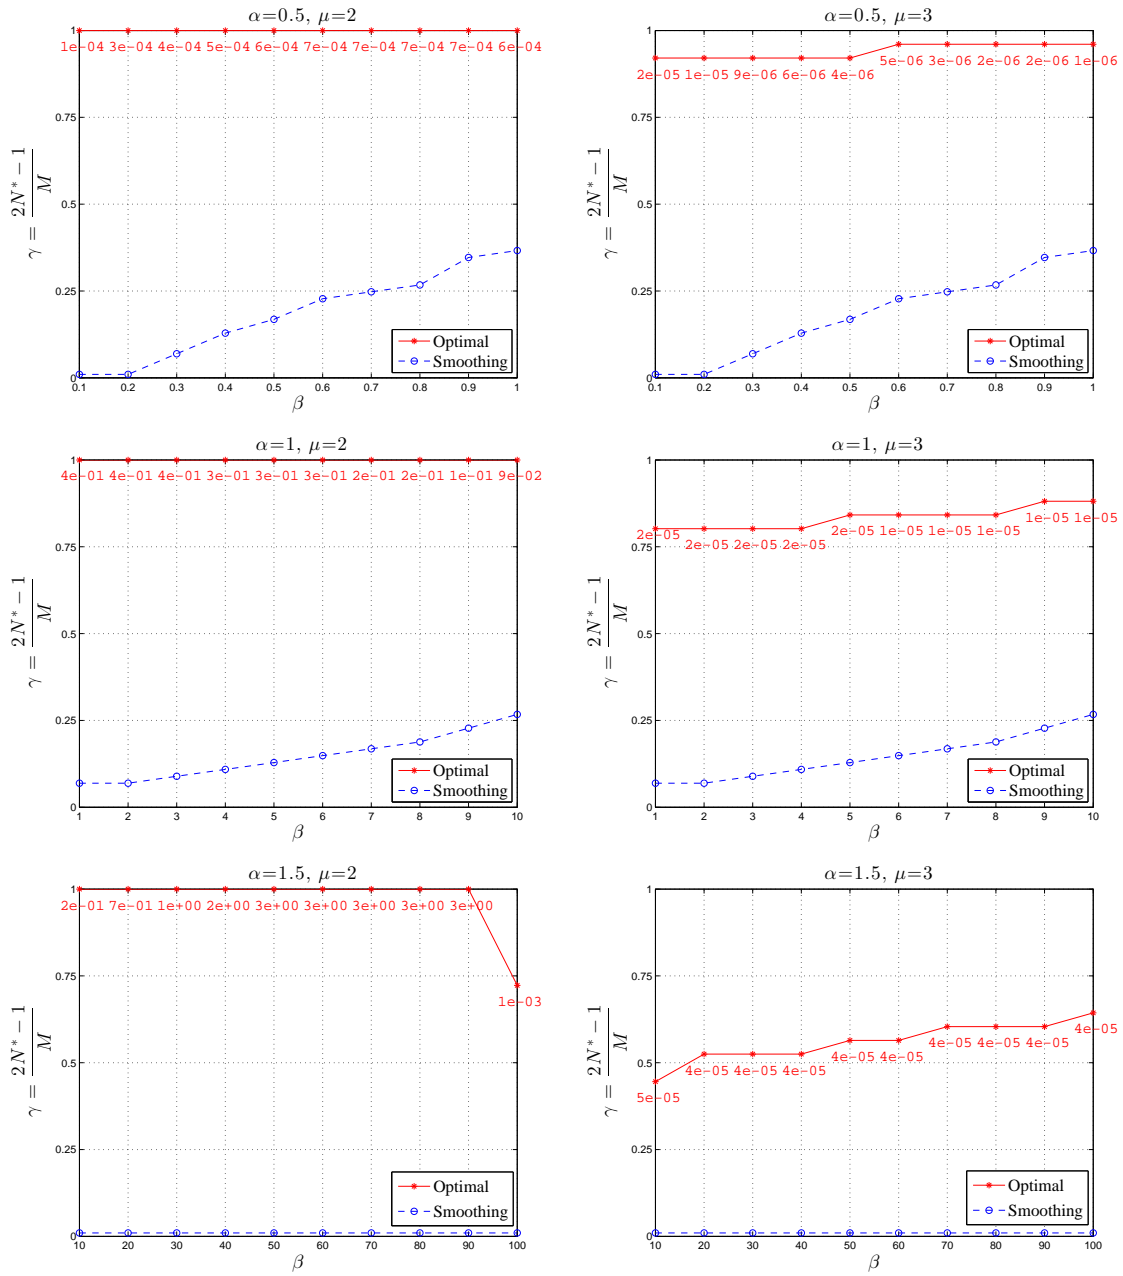 α=0.5, μ=2
1
0.75
0.5
0.25
0
1e-04 3e-04 4e-04 5e-04 6e-04 7e-04 7e-04 7e-04 7e-04 6e-04
γ = (2N* − 1)/M
Optimal
Smoothing
0.1 0.2 0.3 0.4 0.5 0.6 0.7 0.8 0.9 1
β
α=0.5, μ=3
1
0.75
0.5
0.25
0
2e-05 1e-05 9e-06 6e-06 4e-06 5e-06 3e-06 2e-06 2e-06 1e-06
γ = (2N* − 1)/M
Optimal
Smoothing
0.1 0.2 0.3 0.4 0.5 0.6 0.7 0.8 0.9 1
β
α=1, μ=2
1
0.75
0.5
0.25
0
4e-01 4e-01 4e-01 3e-01 3e-01 3e-01 2e-01 2e-01 1e-01 9e-02
γ = (2N* − 1)/M
Optimal
Smoothing
1 2 3 4 5 6 7 8 9 10
β
α=1, μ=3
1
0.75
0.5
0.25
0
2e-05 2e-05 2e-05 2e-05 2e-05 1e-05 1e-05 1e-05 1e-05 1e-05
γ = (2N* − 1)/M
Optimal
Smoothing
1 2 3 4 5 6 7 8 9 10
β
α=1.5, μ=2
1
0.75
0.5
0.25
0
2e-01 7e-01 1e+00 2e+00 3e+00 3e+00 3e+00 3e+00 3e+00 1e-03
γ = (2N* − 1)/M
Optimal
Smoothing
10 20 30 40 50 60 70 80 90 100
β
α=1.5, μ=3
1
0.75
0.5
0.25
0
5e-05 4e-05 4e-05 4e-05 4e-05 4e-05 4e-05 4e-05 4e-05 4e-05
γ = (2N* − 1)/M
Optimal
Smoothing
10 20 30 40 50 60 70 80 90 100
β